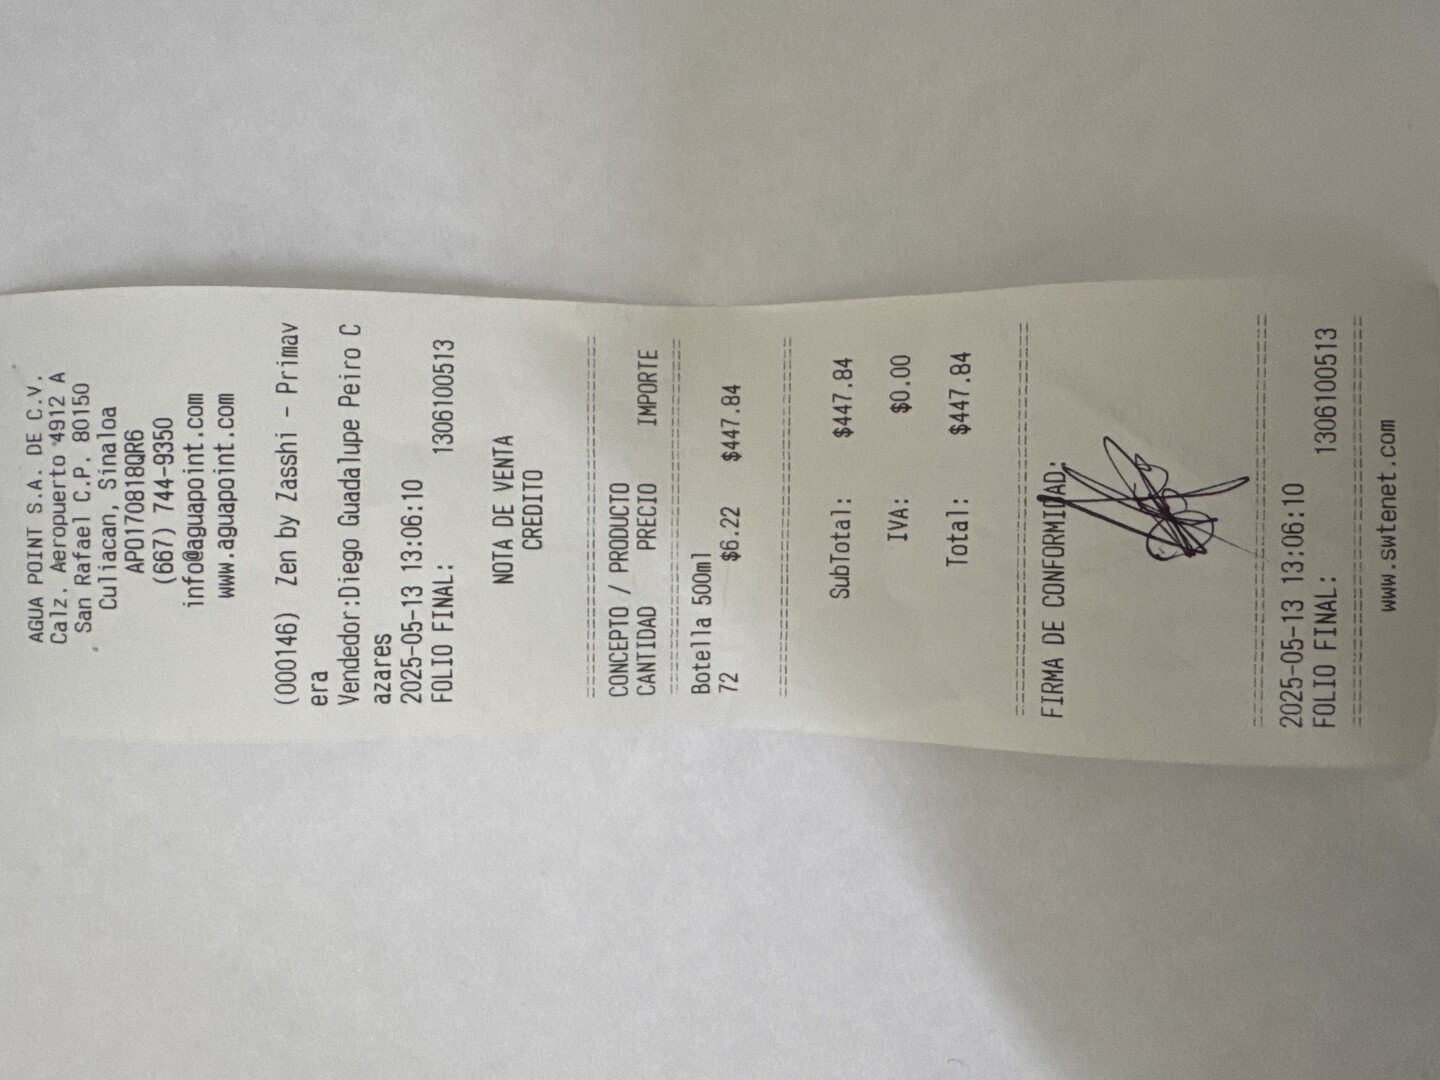 AGUA POINT S.A. DE C.V.
Calz. Aeropuerto 4912 A
San Rafael C.P. 80150
Culiacan, Sinaloa
APO170818QR6
(667) 744-9350
info@aguapoint.com
www.aguapoint.com
(000146) Zen by Zasshi - Primav
era
Vendedor:Diego Guadalupe Peiro C
azares
2025-05-13 13:06:10
FOLIO FINAL: 1306100513
NOTA DE VENTA
CREDITO
================================
CONCEPTO / PRODUCTO
CANTIDAD PRECIO IMPORTE
================================
Botella 500ml
72 $6.22 $447.84
================================
SubTotal: $447.84
IVA: $0.00
Total: $447.84
================================
FIRMA DE CONFORMIDAD:
================================
2025-05-13 13:06:10
FOLIO FINAL: 1306100513
================================
www.swtenet.com